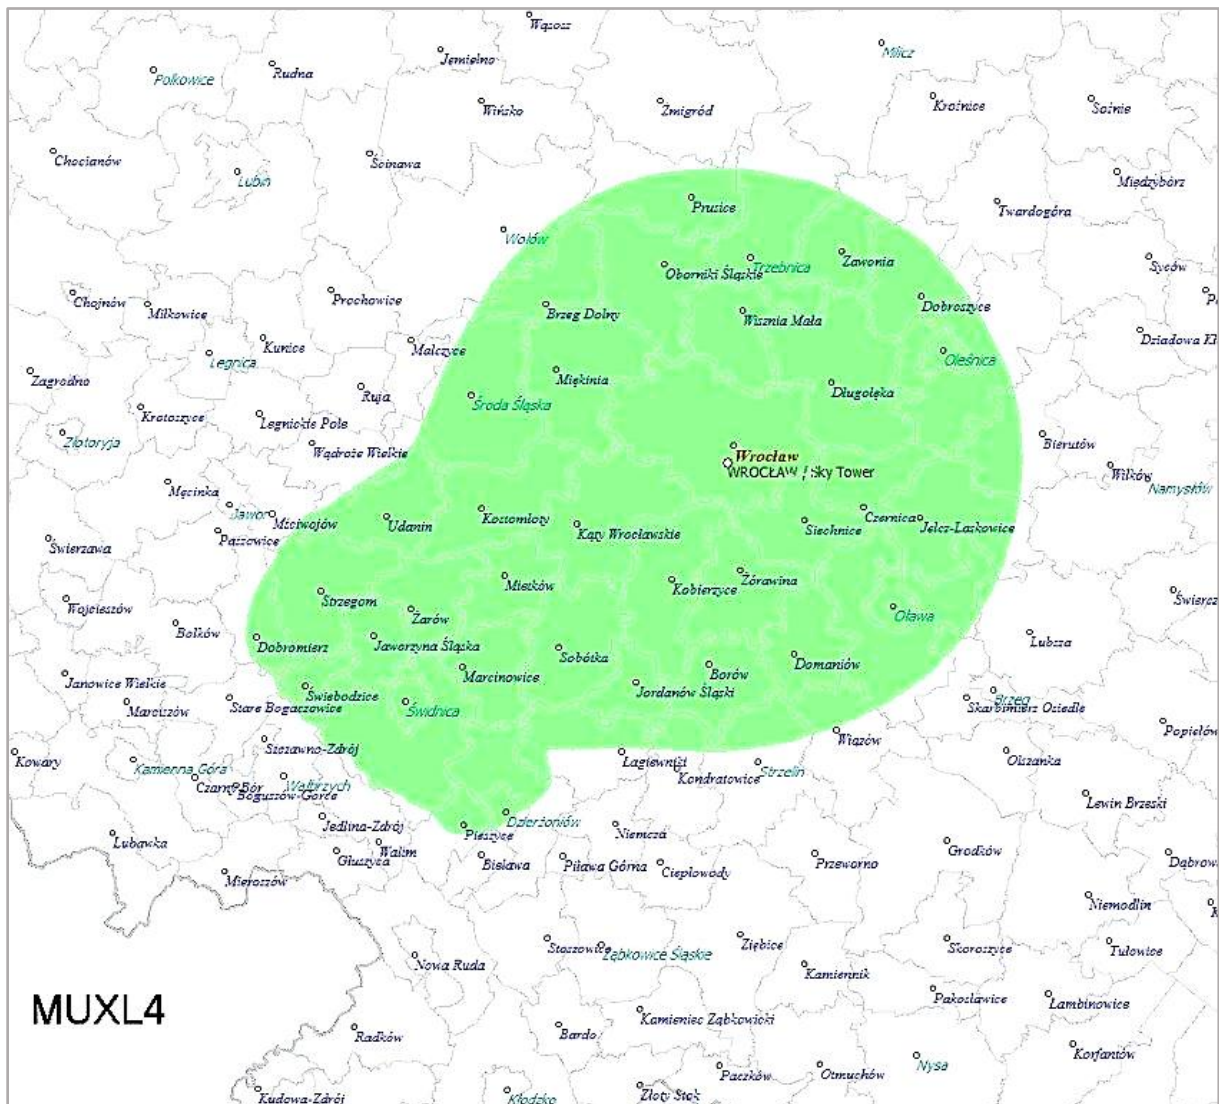 Wąsosz
Milicz
Jemielno
Rudna
Polkowice
Krośnice
Sośnie
Wińsko
Żmigród
Chocianów
Ścinawa
Lubin
Międzybórz
Prusice
Twardogóra
Wołów
Zawonia
Trzebnica
Oborniki Śląskie
Syców
Chojnów
Prochowice
Miłkowice
Brzeg Dolny
Dobroszyce
Wisznia Mała
Dziadowa Kł
Kunice
Malczyce
Legnica
Oleśnica
Zagrodno
Miękinia
Ruja
Długołęka
Środa Śląska
Krotoszyce
Legnickie Pole
Złotoryja
Wądroże Wielkie
Bierutów
Wrocław
WROCŁAW / Sky Tower
Wilków
Namysłów
Męcinka
Jawor
Mściwojów
Udanin
Kostomłoty
Kąty Wrocławskie
Siechnice
Czernica
Jelcz-Laskowice
Paszowice
Świerzawa
Mietków
Kobierzyce
Żórawina
Strzegom
Świercz
Wojcieszów
Żarów
Oława
Bolków
Dobromierz
Jaworzyna Śląska
Sobótka
Lubsza
Borów
Domaniów
Janowice Wielkie
Marcinowice
Świebodzice
Jordanów Śląski
Marciszów
Stare Bogaczowice
Świdnica
Brzeg
Skarbimierz Osiedle
Popielów
Wiązów
Szczawno-Zdrój
Kowary
Kamienna Góra
Łagiewniki
Kondratowice
Strzelin
Olszanka
Czarny Bór
Boguszów-Gorce
Wałbrzych
Lewin Brzeski
Jedlina-Zdrój
Pieszyce
Dzierżoniów
Niemcza
Lubawka
Głuszyca
Walim
Bielawa
Piława Górna
Ciepłowody
Przeworno
Grodków
Dąbrow
Mieroszów
Niemodlin
Stoszowice
Ząbkowice Śląskie
Ziębice
Skoroszyce
Tułowice
Nowa Ruda
Kamiennik
Pakosławice
Łambinowice
MUXL4
Kamieniec Ząbkowicki
Radków
Bardo
Korfantów
Nysa
Paczków
Otmuchów
Kudowa-Zdrój
Kłodzko
Złoty Stok